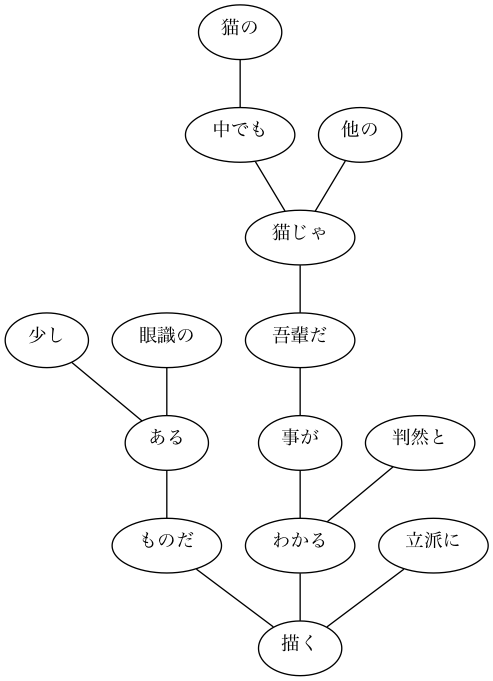 猫の
中でも
他の
猫じゃ
少し
眼識の
吾輩だ
ある
事が
判然と
ものだ
わかる
立派に
描く